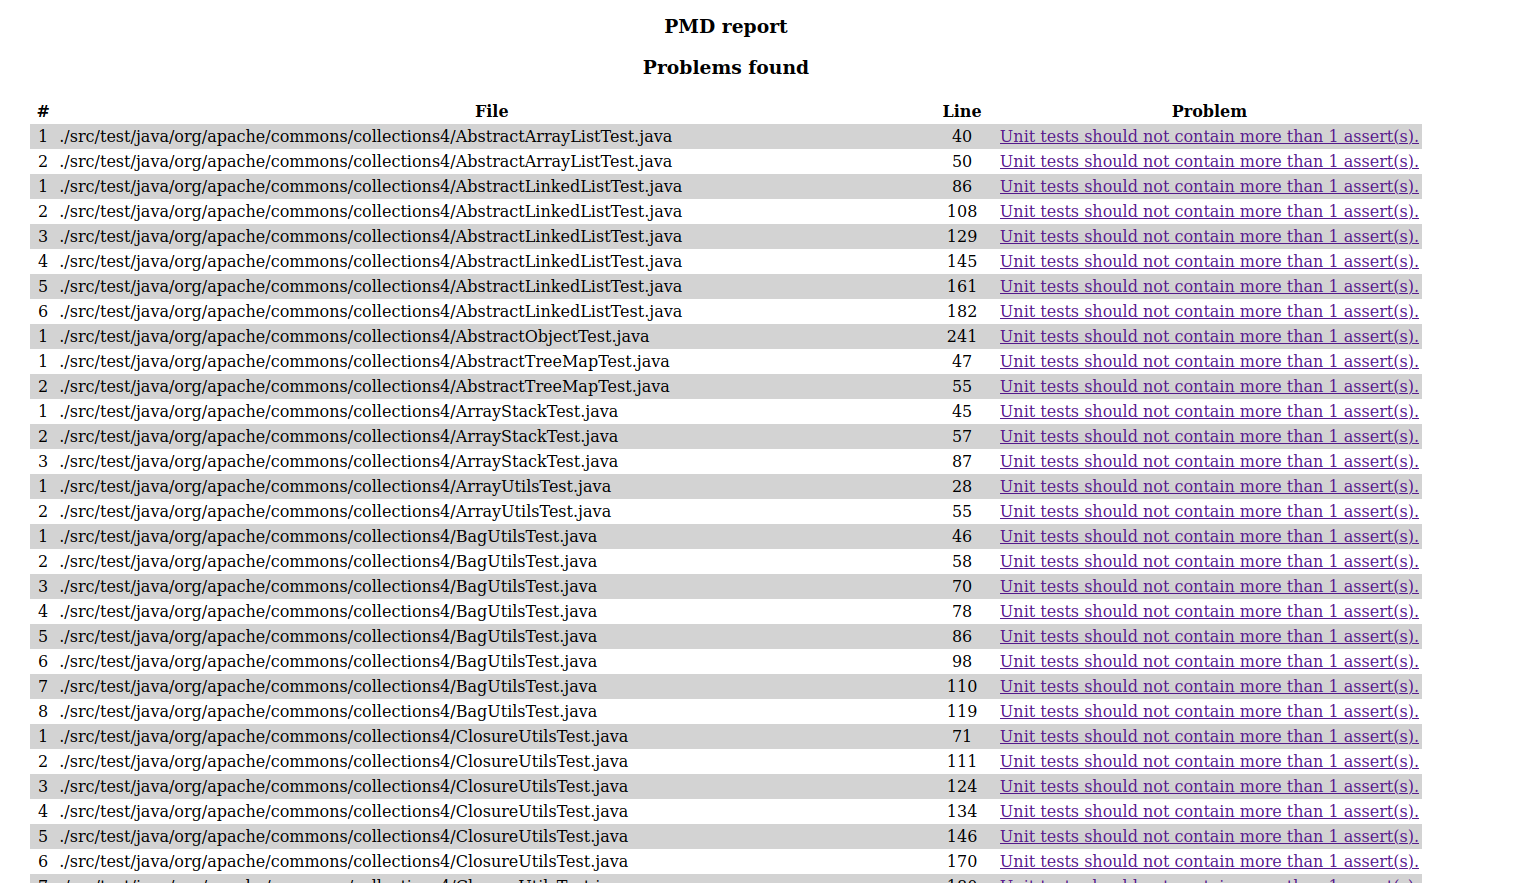 PMD report
Problems found
# File Line Problem
1 ./src/test/java/org/apache/commons/collections4/AbstractArrayListTest.java 40 Unit tests should not contain more than 1 assert(s).
2 ./src/test/java/org/apache/commons/collections4/AbstractArrayListTest.java 50 Unit tests should not contain more than 1 assert(s).
1 ./src/test/java/org/apache/commons/collections4/AbstractLinkedListTest.java 86 Unit tests should not contain more than 1 assert(s).
2 ./src/test/java/org/apache/commons/collections4/AbstractLinkedListTest.java 108 Unit tests should not contain more than 1 assert(s).
3 ./src/test/java/org/apache/commons/collections4/AbstractLinkedListTest.java 129 Unit tests should not contain more than 1 assert(s).
4 ./src/test/java/org/apache/commons/collections4/AbstractLinkedListTest.java 145 Unit tests should not contain more than 1 assert(s).
5 ./src/test/java/org/apache/commons/collections4/AbstractLinkedListTest.java 161 Unit tests should not contain more than 1 assert(s).
6 ./src/test/java/org/apache/commons/collections4/AbstractLinkedListTest.java 182 Unit tests should not contain more than 1 assert(s).
1 ./src/test/java/org/apache/commons/collections4/AbstractObjectTest.java 241 Unit tests should not contain more than 1 assert(s).
1 ./src/test/java/org/apache/commons/collections4/AbstractTreeMapTest.java 47 Unit tests should not contain more than 1 assert(s).
2 ./src/test/java/org/apache/commons/collections4/AbstractTreeMapTest.java 55 Unit tests should not contain more than 1 assert(s).
1 ./src/test/java/org/apache/commons/collections4/ArrayStackTest.java 45 Unit tests should not contain more than 1 assert(s).
2 ./src/test/java/org/apache/commons/collections4/ArrayStackTest.java 57 Unit tests should not contain more than 1 assert(s).
3 ./src/test/java/org/apache/commons/collections4/ArrayStackTest.java 87 Unit tests should not contain more than 1 assert(s).
1 ./src/test/java/org/apache/commons/collections4/ArrayUtilsTest.java 28 Unit tests should not contain more than 1 assert(s).
2 ./src/test/java/org/apache/commons/collections4/ArrayUtilsTest.java 55 Unit tests should not contain more than 1 assert(s).
1 ./src/test/java/org/apache/commons/collections4/BagUtilsTest.java 46 Unit tests should not contain more than 1 assert(s).
2 ./src/test/java/org/apache/commons/collections4/BagUtilsTest.java 58 Unit tests should not contain more than 1 assert(s).
3 ./src/test/java/org/apache/commons/collections4/BagUtilsTest.java 70 Unit tests should not contain more than 1 assert(s).
4 ./src/test/java/org/apache/commons/collections4/BagUtilsTest.java 78 Unit tests should not contain more than 1 assert(s).
5 ./src/test/java/org/apache/commons/collections4/BagUtilsTest.java 86 Unit tests should not contain more than 1 assert(s).
6 ./src/test/java/org/apache/commons/collections4/BagUtilsTest.java 98 Unit tests should not contain more than 1 assert(s).
7 ./src/test/java/org/apache/commons/collections4/BagUtilsTest.java 110 Unit tests should not contain more than 1 assert(s).
8 ./src/test/java/org/apache/commons/collections4/BagUtilsTest.java 119 Unit tests should not contain more than 1 assert(s).
1 ./src/test/java/org/apache/commons/collections4/ClosureUtilsTest.java 71 Unit tests should not contain more than 1 assert(s).
2 ./src/test/java/org/apache/commons/collections4/ClosureUtilsTest.java 111 Unit tests should not contain more than 1 assert(s).
3 ./src/test/java/org/apache/commons/collections4/ClosureUtilsTest.java 124 Unit tests should not contain more than 1 assert(s).
4 ./src/test/java/org/apache/commons/collections4/ClosureUtilsTest.java 134 Unit tests should not contain more than 1 assert(s).
5 ./src/test/java/org/apache/commons/collections4/ClosureUtilsTest.java 146 Unit tests should not contain more than 1 assert(s).
6 ./src/test/java/org/apache/commons/collections4/ClosureUtilsTest.java 170 Unit tests should not contain more than 1 assert(s).